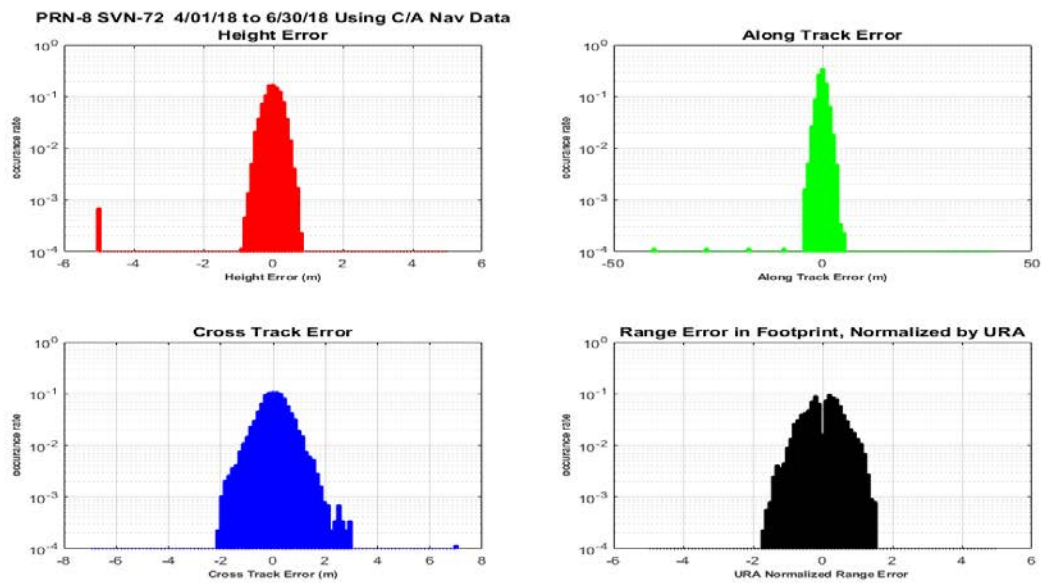 PRN-8 SVN-72 4/01/18 to 6/30/18 Using C/A Nav Data
Height Error
10^0
10^-1
10^-2
10^-3
10^-4
occurance rate
-6 -4 -2 0 2 4 6
Height Error (m)
Along Track Error
10^0
10^-1
10^-2
10^-3
10^-4
occurance rate
-50 0 50
Along Track Error (m)
Cross Track Error
10^0
10^-1
10^-2
10^-3
10^-4
occurance rate
-8 -6 -4 -2 0 2 4 6 8
Cross Track Error (m)
Range Error in Footprint, Normalized by URA
10^0
10^-1
10^-2
10^-3
10^-4
occurance rate
-6 -4 -2 0 2 4 6
URA Normalized Range Error